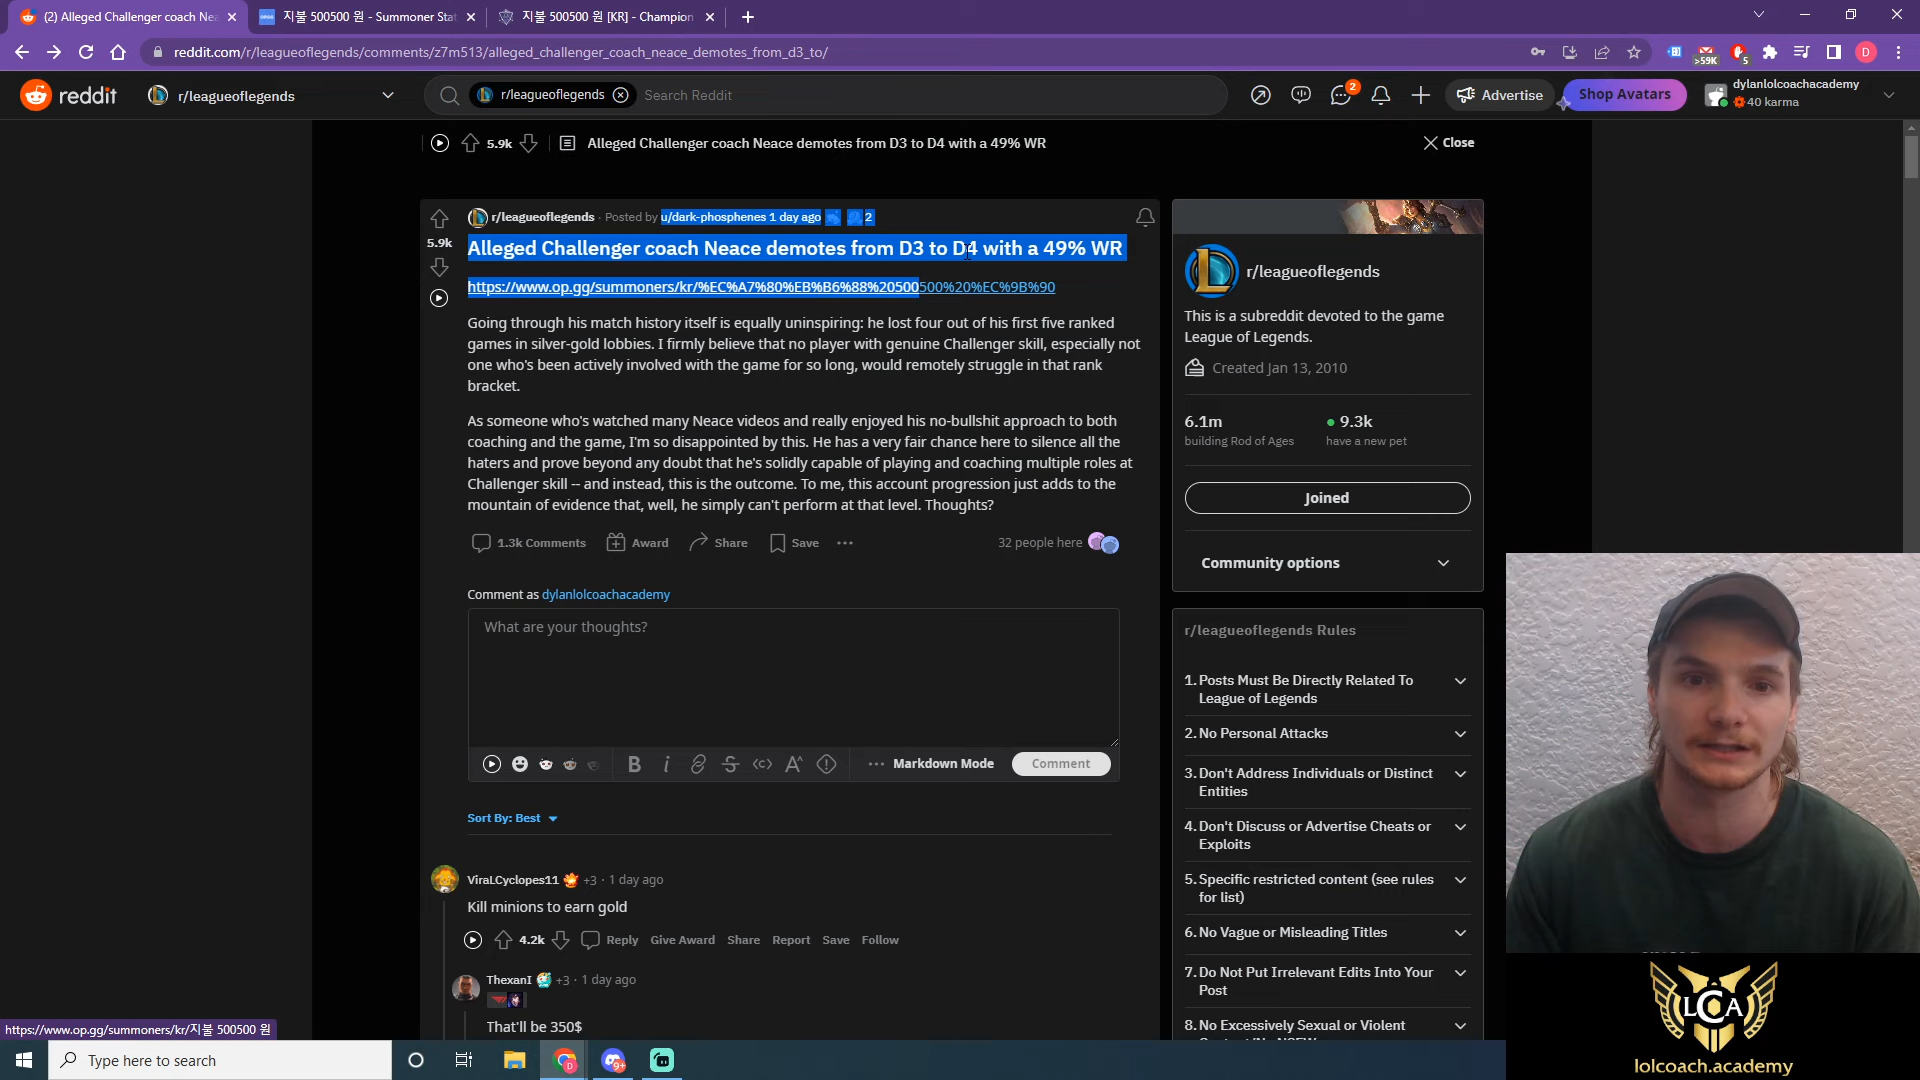 (2) Alleged Challenger coach Nea
지불 500500 원 - Summoner Stat
지불 500500 원 [KR] - Champion
reddit.com/r/leagueoflegends/comments/z7m513/alleged_challenger_coach_neace_demotes_from_d3_to/
>59K
5
D
reddit
r/leagueoflegends
r/leagueoflegends
Search Reddit
2
Advertise
Shop Avatars
dylanlolcoachacademy
40 karma
5.9k
Alleged Challenger coach Neace demotes from D3 to D4 with a 49% WR
Close
r/leagueoflegends · Posted by u/dark-phosphenes 1 day ago 2
5.9k
Alleged Challenger coach Neace demotes from D3 to D4 with a 49% WR
https://www.op.gg/summoners/kr/%EC%A7%80%EB%B6%88%20500500%20%EC%9B%90
Going through his match history itself is equally uninspiring: he lost four out of his first five ranked
games in silver-gold lobbies. I firmly believe that no player with genuine Challenger skill, especially not
one who's been actively involved with the game for so long, would remotely struggle in that rank
bracket.
As someone who's watched many Neace videos and really enjoyed his no-bullshit approach to both
coaching and the game, I'm so disappointed by this. He has a very fair chance here to silence all the
haters and prove beyond any doubt that he's solidly capable of playing and coaching multiple roles at
Challenger skill -- and instead, this is the outcome. To me, this account progression just adds to the
mountain of evidence that, well, he simply can't perform at that level. Thoughts?
1.3k Comments
Award
Share
Save
32 people here
Comment as dylanlolcoachacademy
What are your thoughts?
Markdown Mode
Comment
Sort By: Best
ViraLCyclopes11 +3 · 1 day ago
Kill minions to earn gold
4.2k
Reply
Give Award
Share
Report
Save
Follow
ThexanI +3 · 1 day ago
That'll be 350$
r/leagueoflegends
This is a subreddit devoted to the game
League of Legends.
Created Jan 13, 2010
6.1m
9.3k
building Rod of Ages
have a new pet
Joined
Community options
r/leagueoflegends Rules
1. Posts Must Be Directly Related To
League of Legends
2. No Personal Attacks
3. Don't Address Individuals or Distinct
Entities
4. Don't Discuss or Advertise Cheats or
Exploits
5. Specific restricted content (see rules
for list)
6. No Vague or Misleading Titles
7. Do Not Put Irrelevant Edits Into Your
Post
8. No Excessively Sexual or Violent
LCA
lolcoach.academy
https://www.op.gg/summoners/kr/지불 500500 원
Type here to search
D
9+